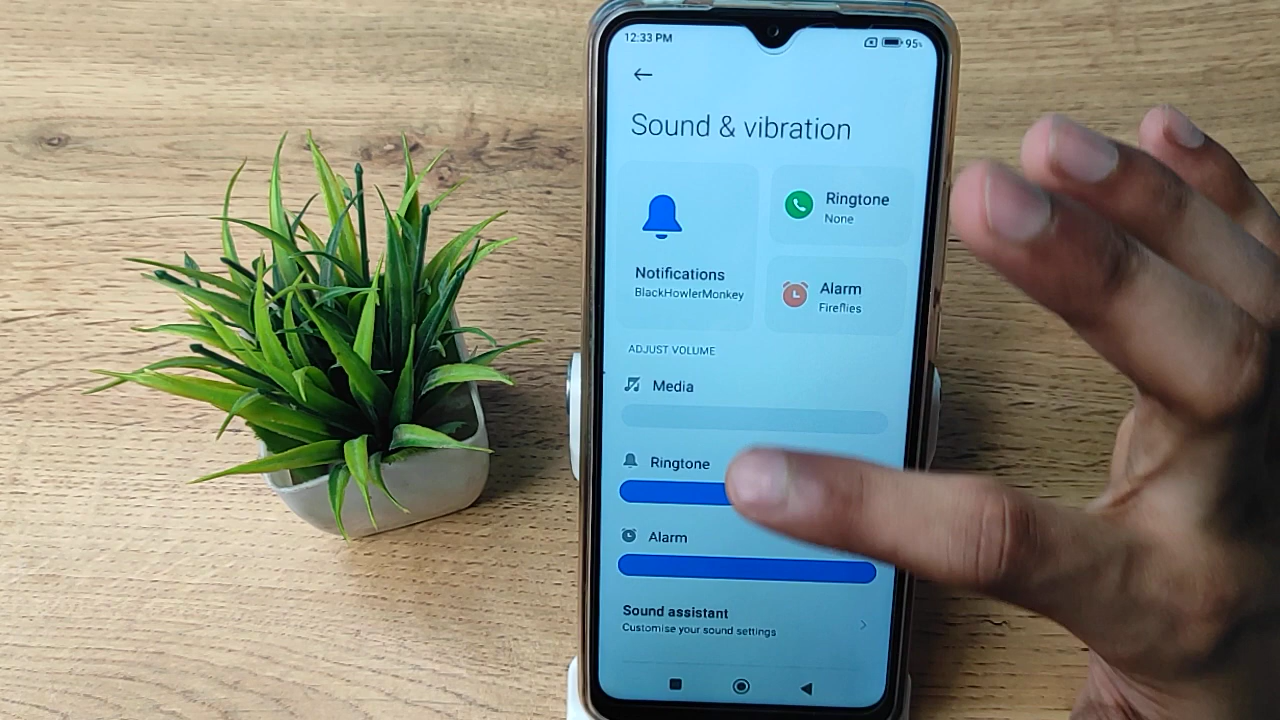 12:33 PM
95%
Sound & vibration
Ringtone
None
Notifications
BlackHowlerMonkey
Alarm
Fireflies
ADJUST VOLUME
Media
Ringtone
Alarm
Sound assistant
Customise your sound settings